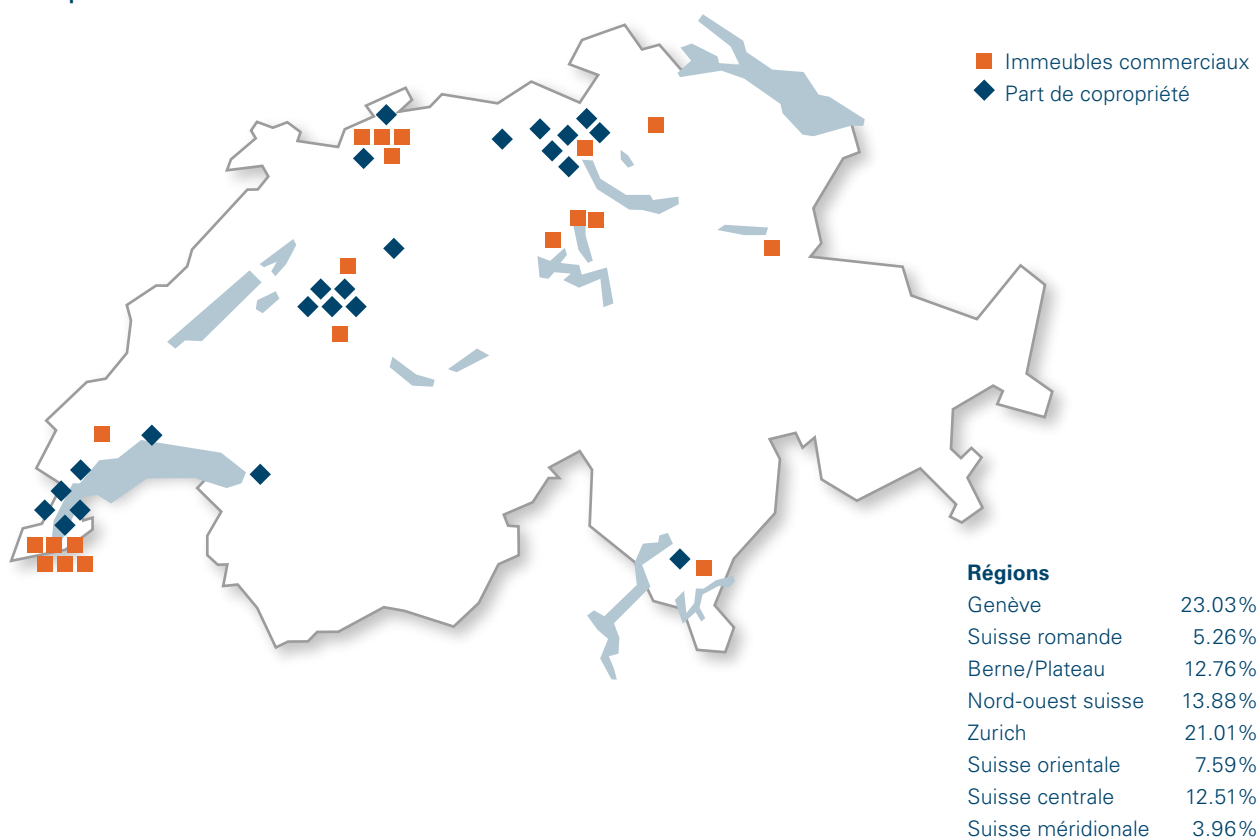 Immeubles commerciaux
Part de copropriété
Régions
Genève 23.03%
Suisse romande 5.26%
Berne/Plateau 12.76%
Nord-ouest suisse 13.88%
Zurich 21.01%
Suisse orientale 7.59%
Suisse centrale 12.51%
Suisse méridionale 3.96%